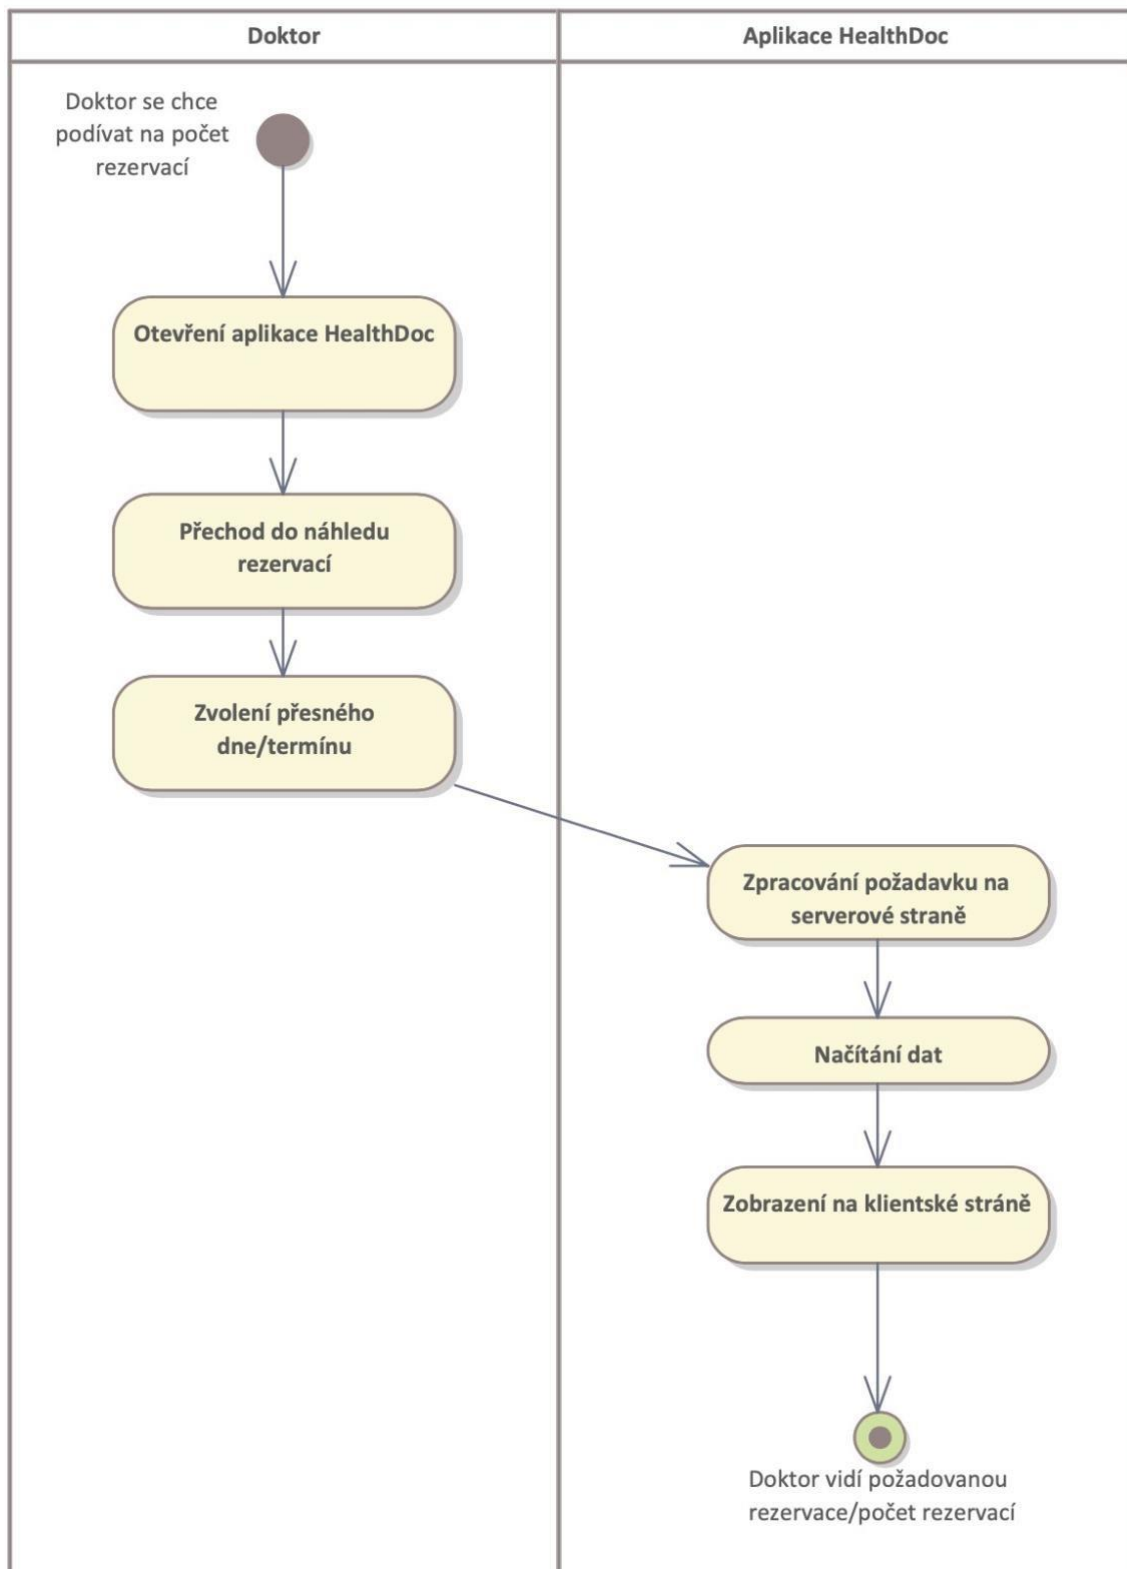 Doktor
Aplikace HealthDoc
Doktor se chce
podívat na počet
rezervací
Otevření aplikace HealthDoc
Přechod do náhledu
rezervací
Zvolení přesného
dne/termínu
Zpracování požadavku na
serverové straně
Načítání dat
Zobrazení na klientské stráně
Doktor vidí požadovanou
rezervace/počet rezervací